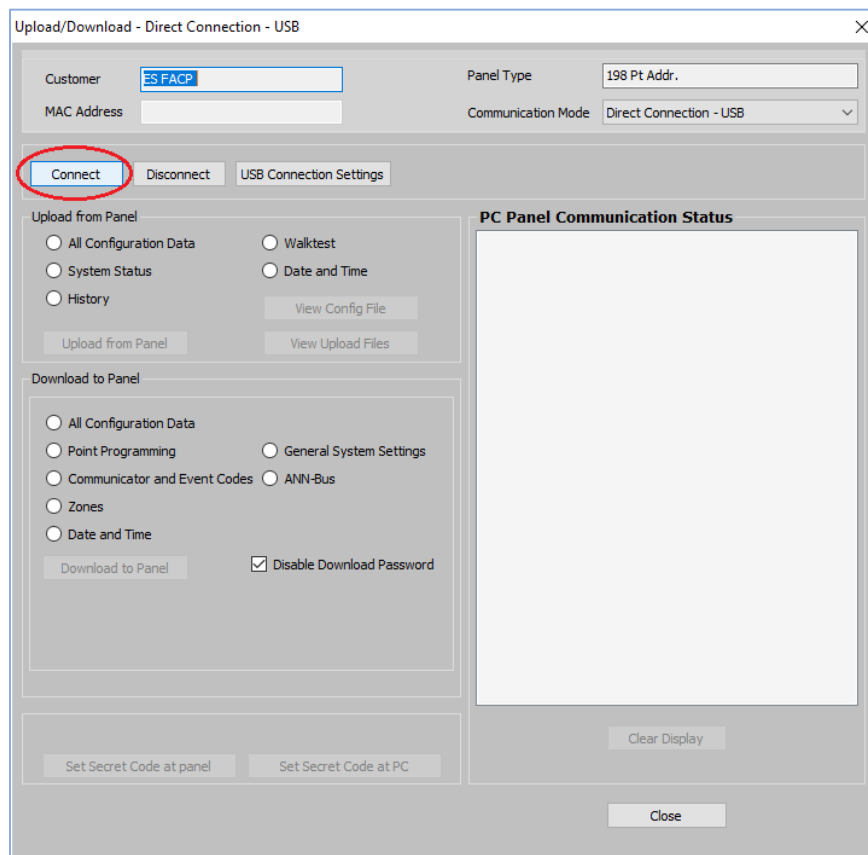 Upload/Download - Direct Connection - USB
Customer ES FACP Panel Type 198 Pt Addr.
MAC Address Communication Mode Direct Connection - USB
Connect Disconnect USB Connection Settings
Upload from Panel
All Configuration Data Walktest
System Status Date and Time
History View Config File
Upload from Panel View Upload Files
Download to Panel
All Configuration Data
Point Programming General System Settings
Communicator and Event Codes ANN-Bus
Zones
Date and Time
Download to Panel Disable Download Password
Set Secret Code at panel Set Secret Code at PC
PC Panel Communication Status
Clear Display
Close